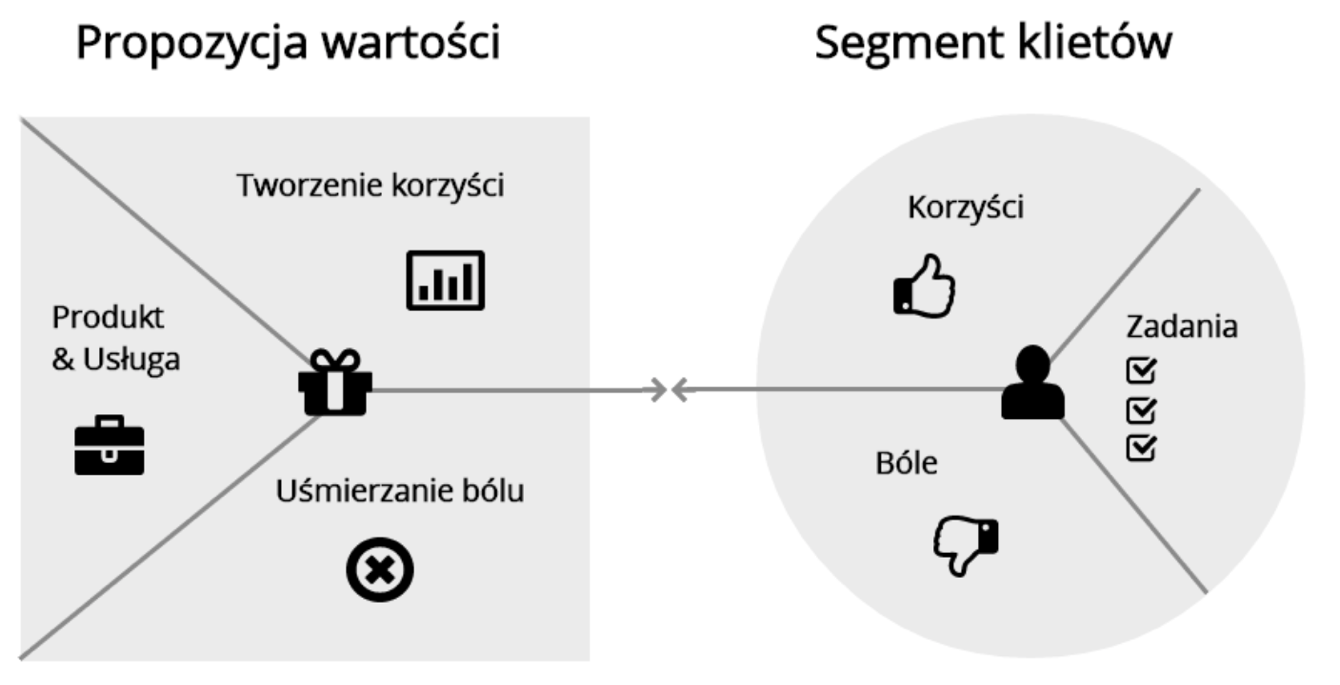 Propozycja wartości
Segment klietów
Tworzenie korzyści
Produkt
& Usługa
Uśmierzanie bólu
Korzyści
Zadania
Bóle